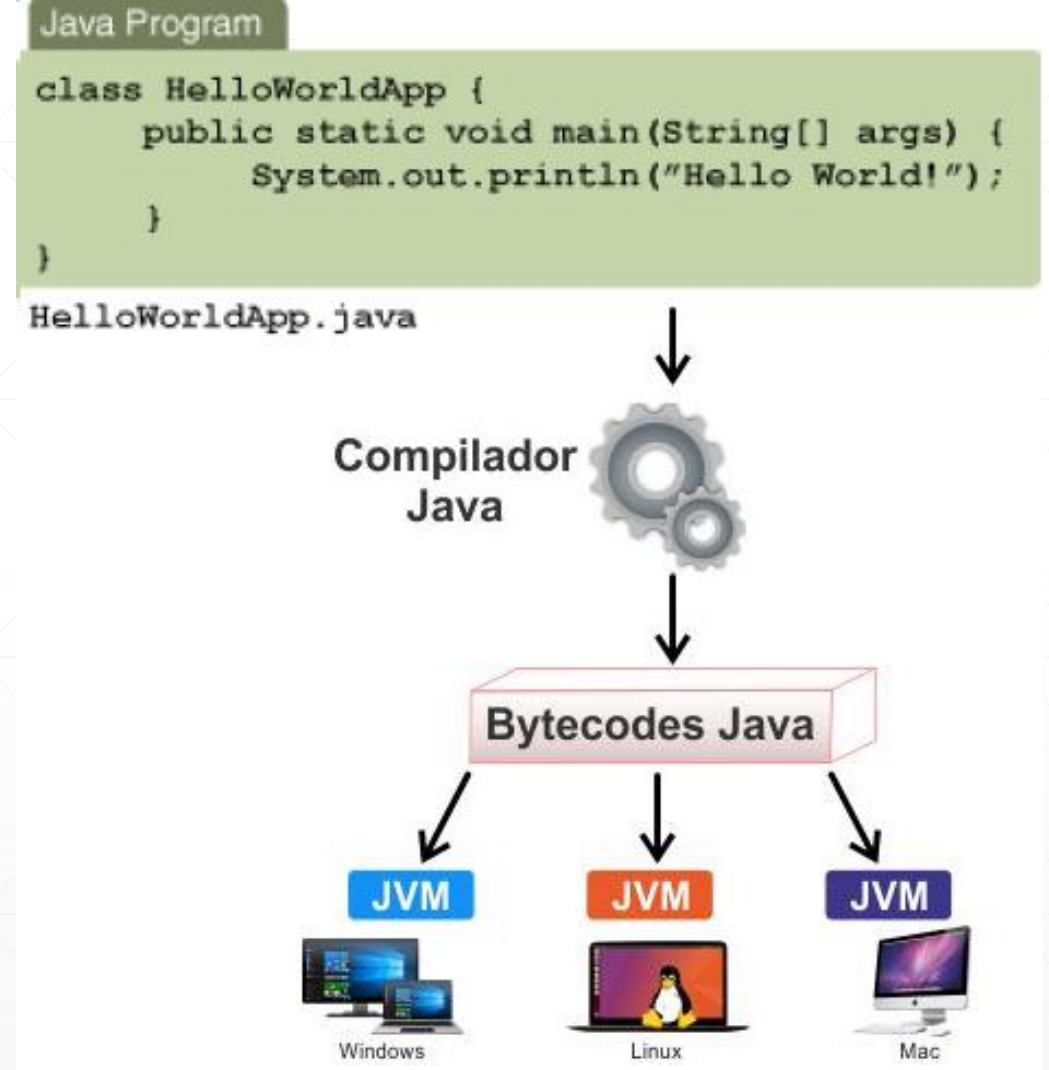 Java Program
class HelloWorldApp {
public static void main(String[] args) {
System.out.println("Hello World!");
}
}
HelloWorldApp.java
Compilador
Java
Bytecodes Java
JVM JVM JVM
Windows Linux Mac